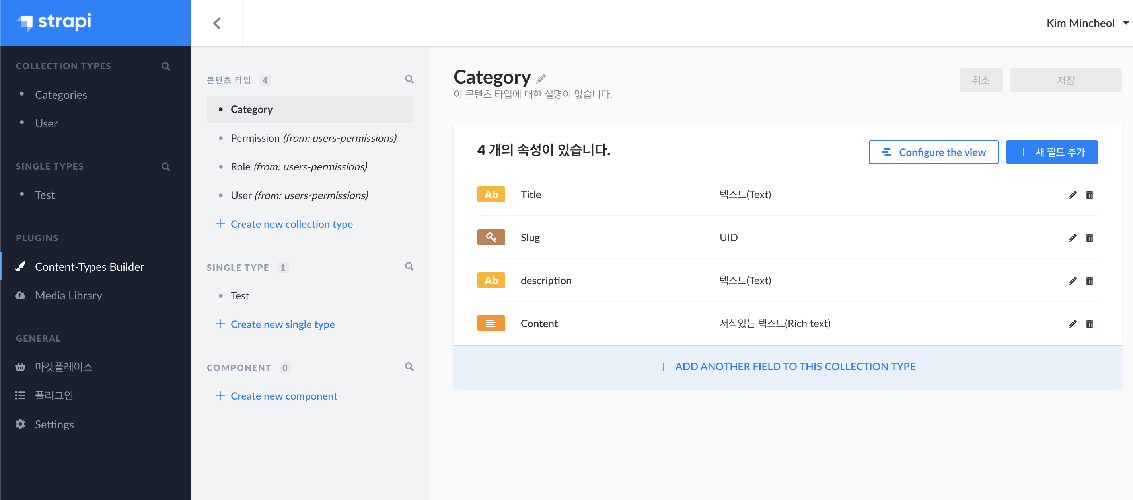 strapi
Kim Mincheol
COLLECTION TYPES
Categories
User
SINGLE TYPES
Test
PLUGINS
Content-Types Builder
Media Library
GENERAL
마켓플레이스
플러그인
Settings
콘텐츠 타입 4
Category
Permission (from: users-permissions)
Role (from: users-permissions)
User (from: users-permissions)
+ Create new collection type
SINGLE TYPE 1
Test
+ Create new single type
COMPONENT 0
+ Create new component
Category
이 콘텐츠 타입에 대한 설명이 없습니다.
취소 저장
4 개의 속성이 있습니다.
Configure the view 새 필드 추가
Ab Title 텍스트(Text)
Slug UID
Ab description 텍스트(Text)
Content 서식있는 텍스트(Rich text)
ADD ANOTHER FIELD TO THIS COLLECTION TYPE